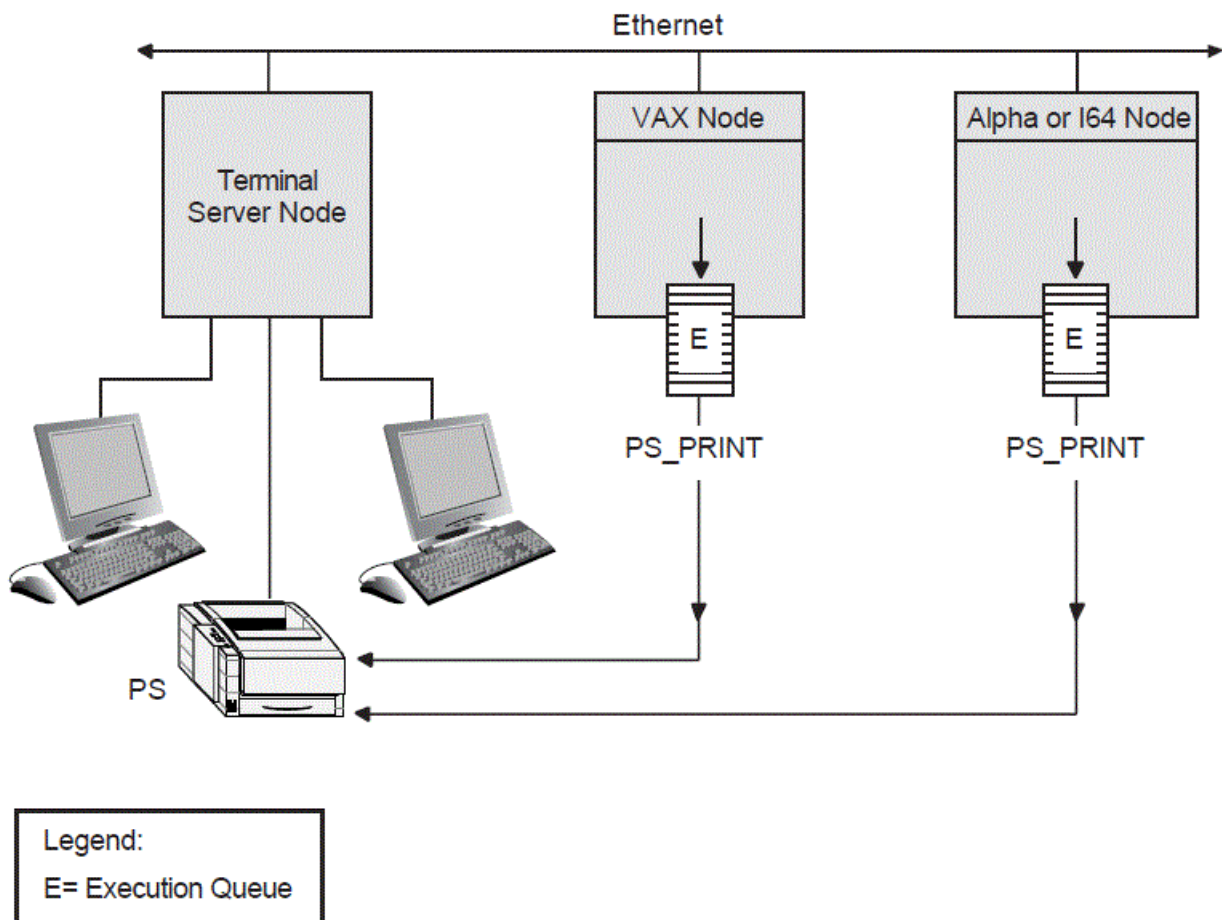 Ethernet
Terminal
Server Node
VAX Node
Alpha or I64 Node
E
E
PS_PRINT
PS_PRINT
PS
Legend:
E= Execution Queue